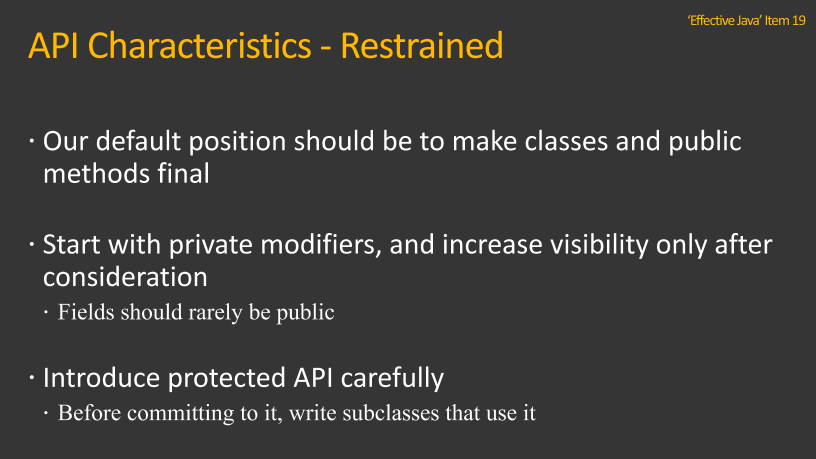 ‘Effective Java’ Item 19
API Characteristics - Restrained
· Our default position should be to make classes and public
methods final
· Start with private modifiers, and increase visibility only after
consideration
· Fields should rarely be public
· Introduce protected API carefully
· Before committing to it, write subclasses that use it